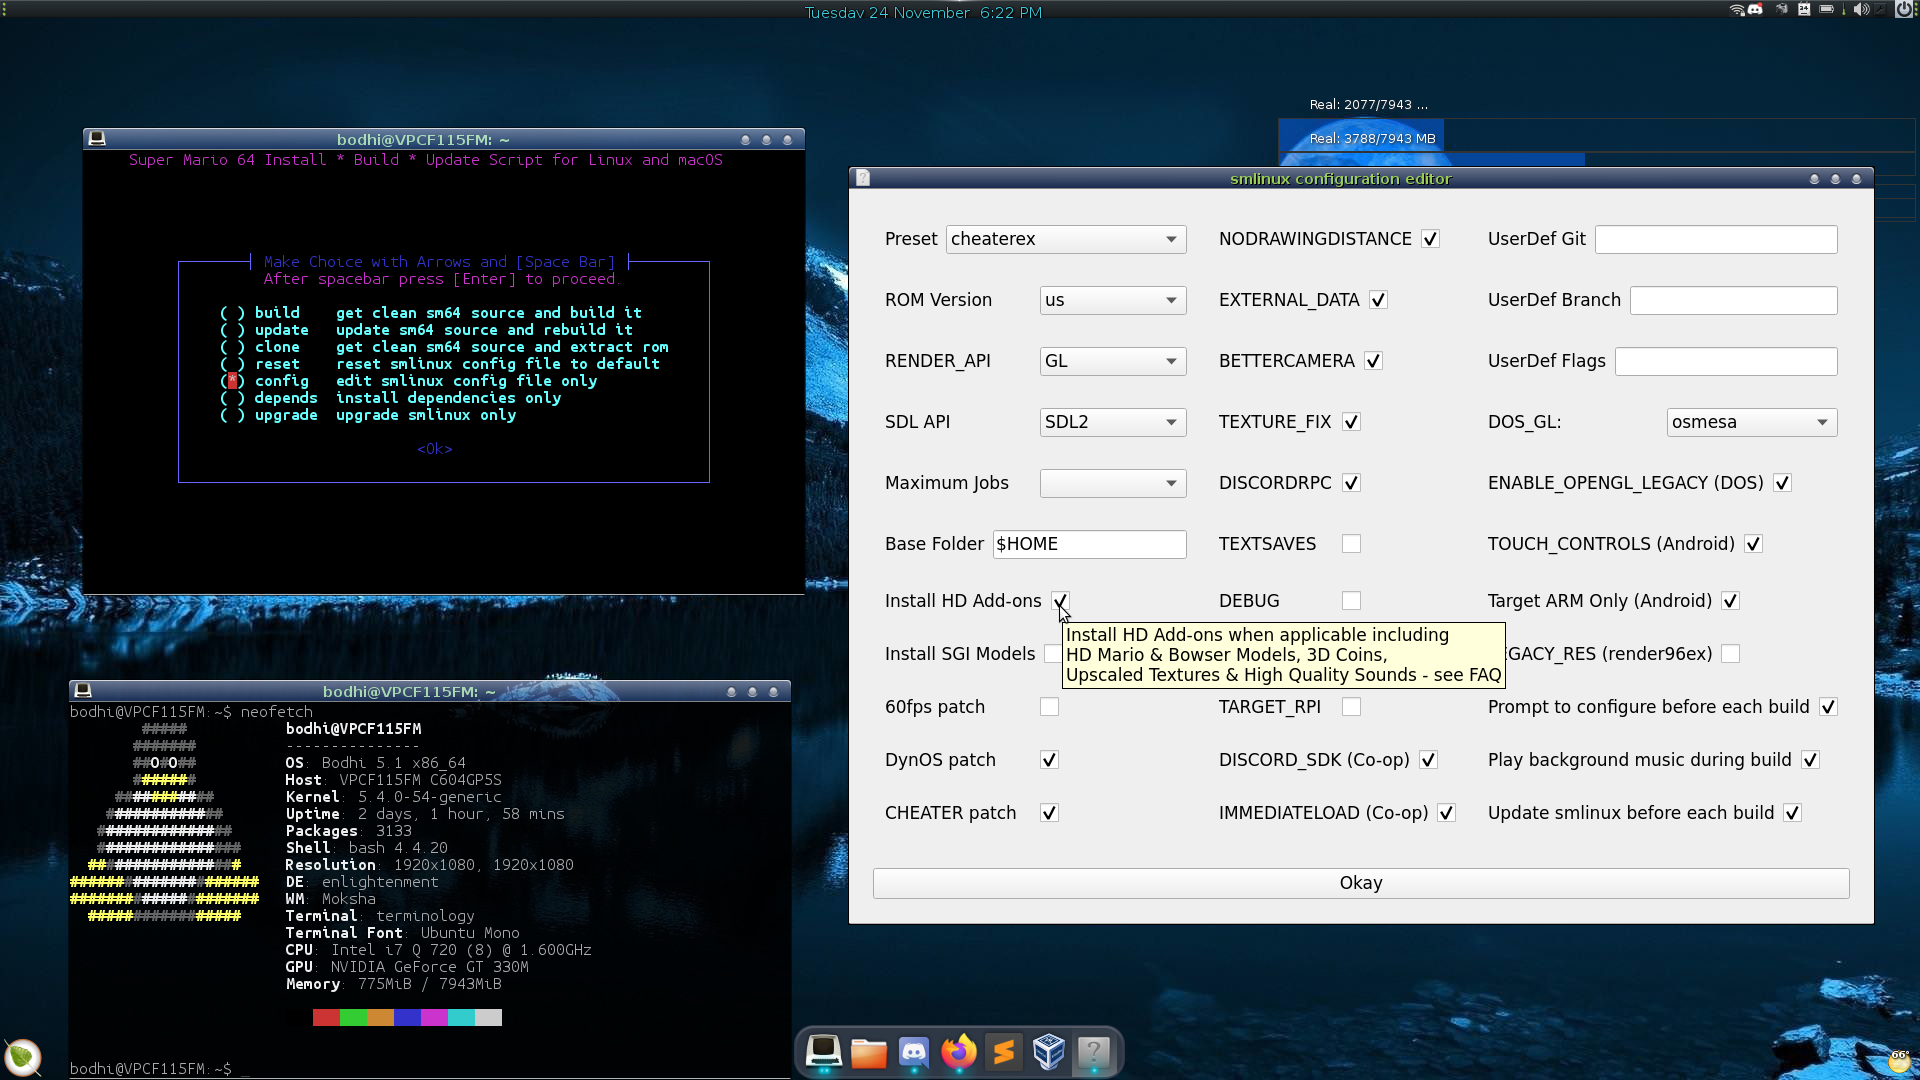 Tuesday 24 November  6:22 PM
Real: 2077/7943 ...
Real: 3788/7943 MB
bodhi@VPCF115FM: ~
Super Mario 64 Install * Build * Update Script for Linux and macOS
Make Choice with Arrows and [Space Bar]
After spacebar press [Enter] to proceed.
( ) build    get clean sm64 source and build it
( ) update   update sm64 source and rebuild it
( ) clone    get clean sm64 source and extract rom
( ) reset    reset smlinux config file to default
(*) config   edit smlinux config file only
( ) depends  install dependencies only
( ) upgrade  upgrade smlinux only
<Ok>
bodhi@VPCF115FM: ~
bodhi@VPCF115FM:~$ neofetch
bodhi@VPCF115FM
---------------
OS: Bodhi 5.1 x86_64
Host: VPCF115FM C604GP5S
Kernel: 5.4.0-54-generic
Uptime: 2 days, 1 hour, 58 mins
Packages: 3133
Shell: bash 4.4.20
Resolution: 1920x1080, 1920x1080
DE: enlightenment
WM: Moksha
Terminal: terminology
Terminal Font: Ubuntu Mono
CPU: Intel i7 Q 720 (8) @ 1.600GHz
GPU: NVIDIA GeForce GT 330M
Memory: 775MiB / 7943MiB
bodhi@VPCF115FM:~$ _
smlinux configuration editor
Preset cheaterex
ROM Version us
RENDER_API GL
SDL API SDL2
Maximum Jobs
Base Folder $HOME
Install HD Add-ons
Install SGI Models
60fps patch
DynOS patch
CHEATER patch
NODRAWINGDISTANCE
EXTERNAL_DATA
BETTERCAMERA
TEXTURE_FIX
DISCORDRPC
TEXTSAVES
DEBUG
Install HD Add-ons when applicable including
HD Mario & Bowser Models, 3D Coins,
Upscaled Textures & High Quality Sounds - see FAQ
TARGET_RPI
DISCORD_SDK (Co-op)
IMMEDIATELOAD (Co-op)
UserDef Git
UserDef Branch
UserDef Flags
DOS_GL: osmesa
ENABLE_OPENGL_LEGACY (DOS)
TOUCH_CONTROLS (Android)
Target ARM Only (Android)
GACY_RES (render96ex)
Prompt to configure before each build
Play background music during build
Update smlinux before each build
Okay
66°